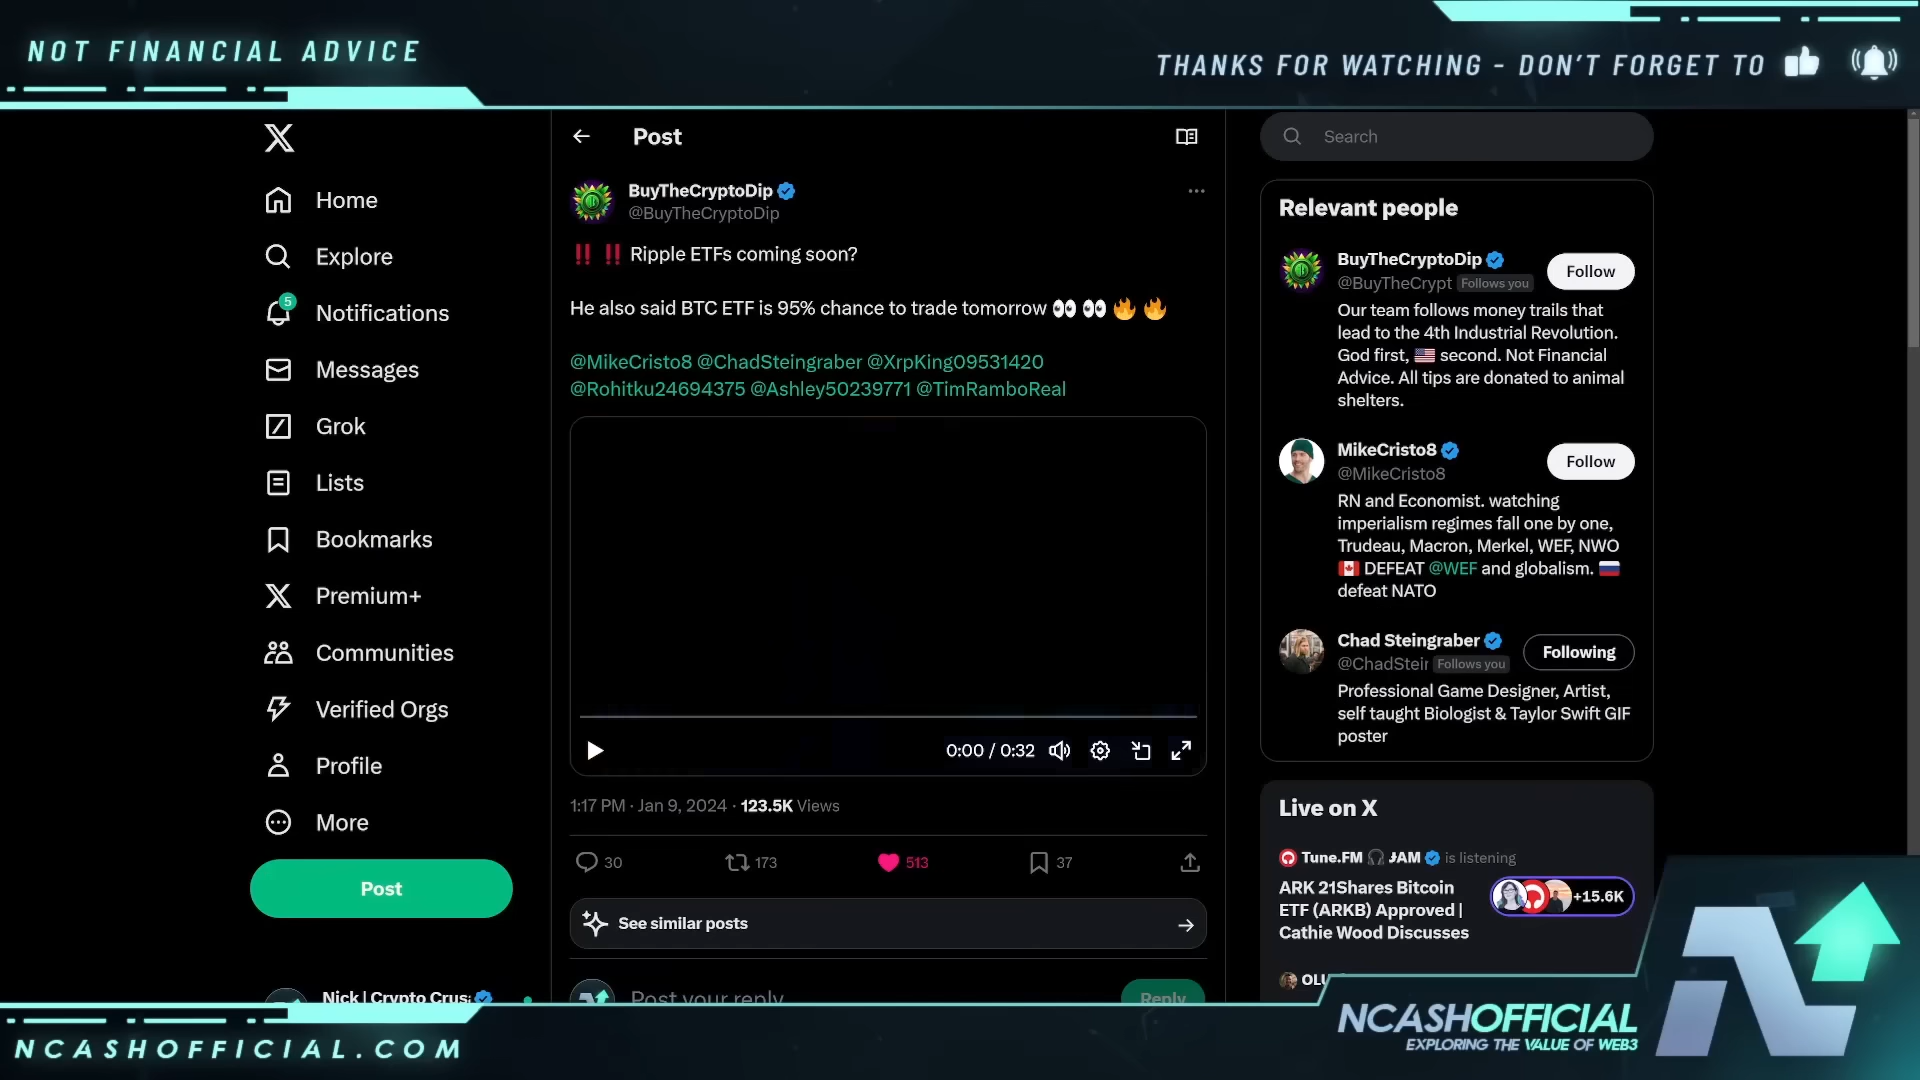 NOT FINANCIAL ADVICE
THANKS FOR WATCHING - DON'T FORGET TO
Home
Explore
5
Notifications
Messages
Grok
Lists
Bookmarks
Premium+
Communities
Verified Orgs
Profile
More
Post
Nick | Crypto Crus
Post
BuyTheCryptoDip
@BuyTheCryptoDip
‼️ ‼️ Ripple ETFs coming soon?
He also said BTC ETF is 95% chance to trade tomorrow 👀 👀 🔥 🔥
@MikeCristo8 @ChadSteingraber @XrpKing09531420
@Rohitku24694375 @Ashley50239771 @TimRamboReal
0:00 / 0:32
1:17 PM · Jan 9, 2024 · 123.5K Views
30
173
513
37
See similar posts
Post your reply
Reply
Search
Relevant people
BuyTheCryptoDip
@BuyTheCrypt Follows you
Follow
Our team follows money trails that
lead to the 4th Industrial Revolution.
God first, 🇺🇸 second. Not Financial
Advice. All tips are donated to animal
shelters.
MikeCristo8
@MikeCristo8
Follow
RN and Economist. watching
imperialism regimes fall one by one,
Trudeau, Macron, Merkel, WEF, NWO
🇨🇦 DEFEAT @WEF and globalism. 🇷🇺
defeat NATO
Chad Steingraber
@ChadStein Follows you
Following
Professional Game Designer, Artist,
self taught Biologist & Taylor Swift GIF
poster
Live on X
Tune.FM 🎧 JAM is listening
ARK 21Shares Bitcoin
ETF (ARKB) Approved |
Cathie Wood Discusses
+15.6K
NCASHOFFICIAL.COM
NCASHOFFICIAL
EXPLORING THE VALUE OF WEB3